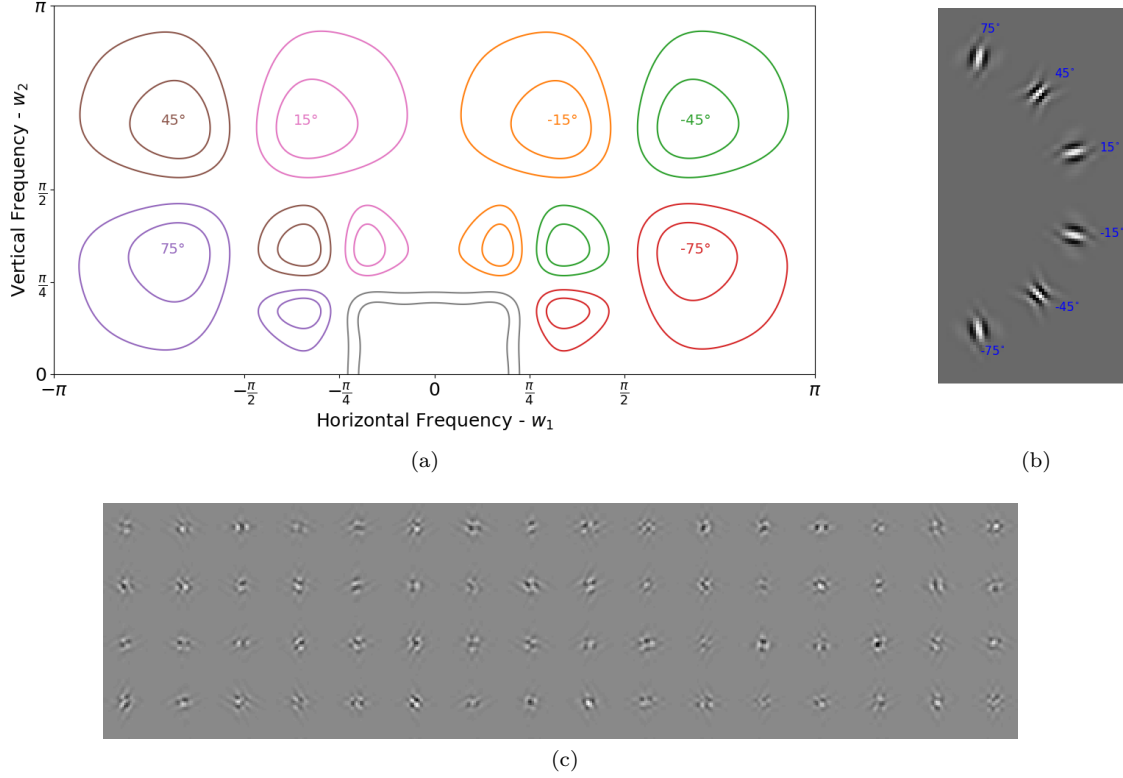 π
45°
15°
-15°
-45°
π/2
75°
-75°
π/4
0
Vertical Frequency - w₂
−π
−π/2
−π/4
0
π/4
π/2
π
Horizontal Frequency - w₁
(a)
75°
45°
15°
-15°
-45°
-75°
(b)
(c)